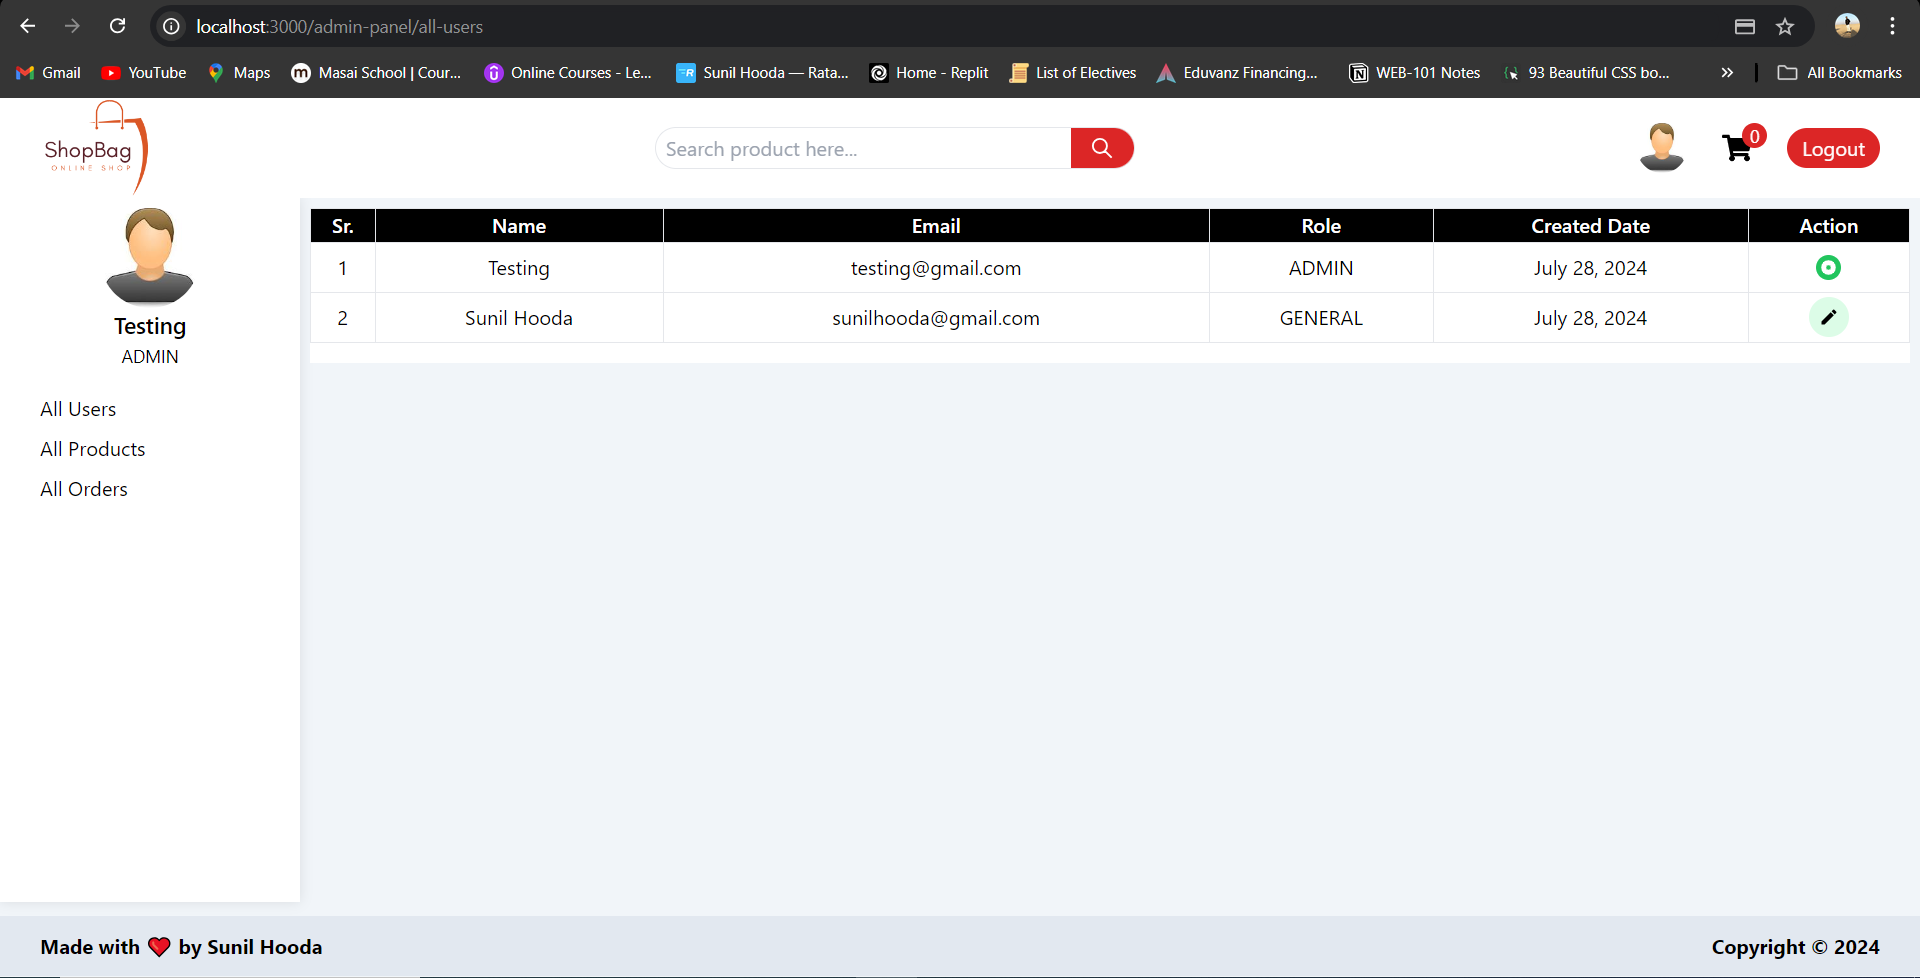 localhost:3000/admin-panel/all-users
Gmail YouTube Maps Masai School | Cour... Online Courses - Le... Sunil Hooda — Rata... Home - Replit List of Electives Eduvanz Financing... WEB-101 Notes 93 Beautiful CSS bo... » All Bookmarks
ShopBag
ONLINE SHOP
Search product here...
0
Logout
Testing
ADMIN
All Users
All Products
All Orders
Sr. Name Email Role Created Date Action
1 Testing testing@gmail.com ADMIN July 28, 2024
2 Sunil Hooda sunilhooda@gmail.com GENERAL July 28, 2024
Made with ❤️ by Sunil Hooda
Copyright © 2024